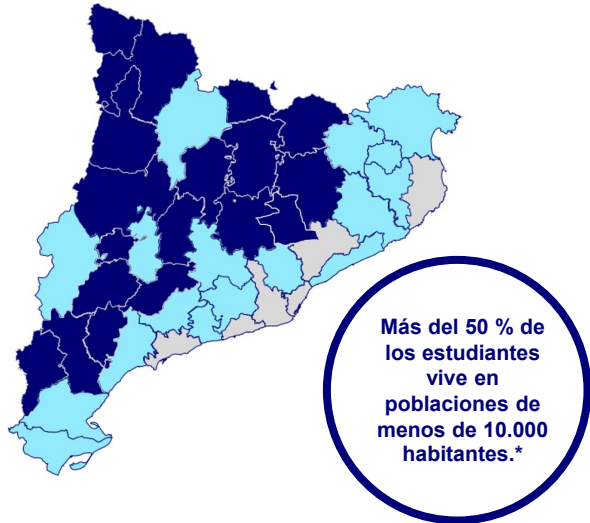 Más del 50 % de
los estudiantes
vive en
poblaciones de
menos de 10.000
habitantes.*